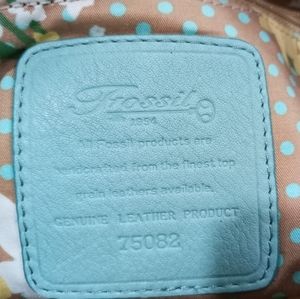 Fossil
1954
All Fossil products are
handcrafted from the finest top
grain leathers available.
GENUINE LEATHER PRODUCT
75082